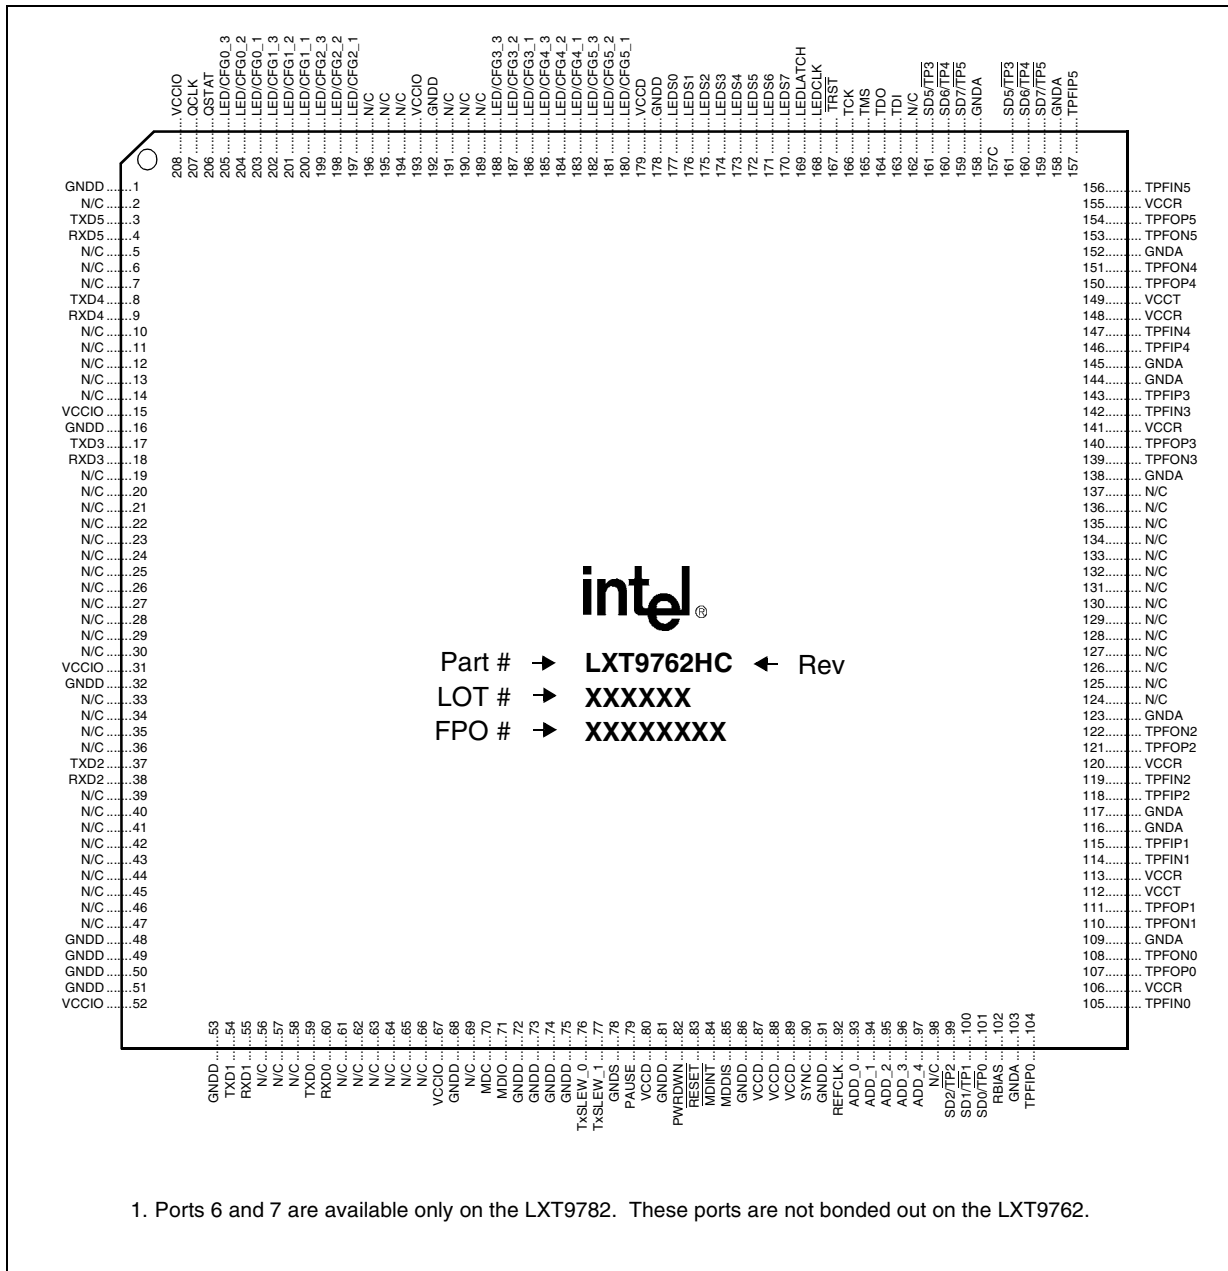 208......VCCIO
207......QCLK
206......QSTAT
205......LED/CFG0_3
204......LED/CFG0_2
203......LED/CFG0_1
202......LED/CFG1_3
201......LED/CFG1_2
200......LED/CFG1_1
199......LED/CFG2_3
198......LED/CFG2_2
197......LED/CFG2_1
196......N/C
195......N/C
194......N/C
193......VCCIO
192......GNDD
191......N/C
190......N/C
189......N/C
188......LED/CFG3_3
187......LED/CFG3_2
186......LED/CFG3_1
185......LED/CFG4_3
184......LED/CFG4_2
183......LED/CFG4_1
182......LED/CFG5_3
181......LED/CFG5_2
180......LED/CFG5_1
179......VCCD
178......GNDD
177......LEDS0
176......LEDS1
175......LEDS2
174......LEDS3
173......LEDS4
172......LEDS5
171......LEDS6
170......LEDS7
169......LEDLATCH
168......LEDCLK
167......TRST
166......TCK
165......TMS
164......TDO
163......TDI
162......N/C
161......SD5/TP3
160......SD6/TP4
159......SD7/TP5
158......GNDA
157C
161......SD5/TP3
160......SD6/TP4
159......SD7/TP5
158......GNDA
157......TPFIP5
GNDD.......1
N/C.......2
TXD5.......3
RXD5.......4
N/C.......5
N/C.......6
N/C.......7
TXD4.......8
RXD4.......9
N/C.......10
N/C.......11
N/C.......12
N/C.......13
N/C.......14
VCCIO.......15
GNDD.......16
TXD3.......17
RXD3.......18
N/C.......19
N/C.......20
N/C.......21
N/C.......22
N/C.......23
N/C.......24
N/C.......25
N/C.......26
N/C.......27
N/C.......28
N/C.......29
N/C.......30
VCCIO.......31
GNDD.......32
N/C.......33
N/C.......34
N/C.......35
N/C.......36
TXD2.......37
RXD2.......38
N/C.......39
N/C.......40
N/C.......41
N/C.......42
N/C.......43
N/C.......44
N/C.......45
N/C.......46
N/C.......47
GNDD.......48
GNDD.......49
GNDD.......50
GNDD.......51
VCCIO.......52
intel®
Part # → LXT9762HC ← Rev
LOT # → XXXXXX
FPO # → XXXXXXXX
156.......... TPFIN5
155.......... VCCR
154.......... TPFOP5
153.......... TPFON5
152.......... GNDA
151.......... TPFON4
150.......... TPFOP4
149.......... VCCT
148.......... VCCR
147.......... TPFIN4
146.......... TPFIP4
145.......... GNDA
144.......... GNDA
143.......... TPFIP3
142.......... TPFIN3
141.......... VCCR
140.......... TPFOP3
139.......... TPFON3
138.......... GNDA
137.......... N/C
136.......... N/C
135.......... N/C
134.......... N/C
133.......... N/C
132.......... N/C
131.......... N/C
130.......... N/C
129.......... N/C
128.......... N/C
127.......... N/C
126.......... N/C
125.......... N/C
124.......... N/C
123.......... GNDA
122.......... TPFON2
121.......... TPFOP2
120.......... VCCR
119.......... TPFIN2
118.......... TPFIP2
117.......... GNDA
116.......... GNDA
115.......... TPFIP1
114.......... TPFIN1
113.......... VCCR
112.......... VCCT
111.......... TPFOP1
110.......... TPFON1
109.......... GNDA
108.......... TPFON0
107.......... TPFOP0
106.......... VCCR
105.......... TPFIN0
GNDD......53
TXD1......54
RXD1......55
N/C......56
N/C......57
N/C......58
TXD0......59
RXD0......60
N/C......61
N/C......62
N/C......63
N/C......64
N/C......65
N/C......66
VCCIO......67
GNDD......68
N/C......69
MDC......70
MDIO......71
GNDD......72
GNDD......73
GNDD......74
GNDD......75
TxSLEW_0......76
TxSLEW_1......77
GNDS......78
PAUSE......79
VCCD......80
GNDD......81
PWRDWN......82
RESET......83
MDINT......84
MDDIS......85
GNDD......86
VCCD......87
VCCD......88
VCCD......89
SYNC......90
GNDD......91
REFCLK......92
ADD_0......93
ADD_1......94
ADD_2......95
ADD_3......96
ADD_4......97
N/C......98
SD2/TP2......99
SD1/TP1......100
SD0/TP0......101
RBIAS......102
GNDA......103
TPFIP0......104
1. Ports 6 and 7 are available only on the LXT9782. These ports are not bonded out on the LXT9762.